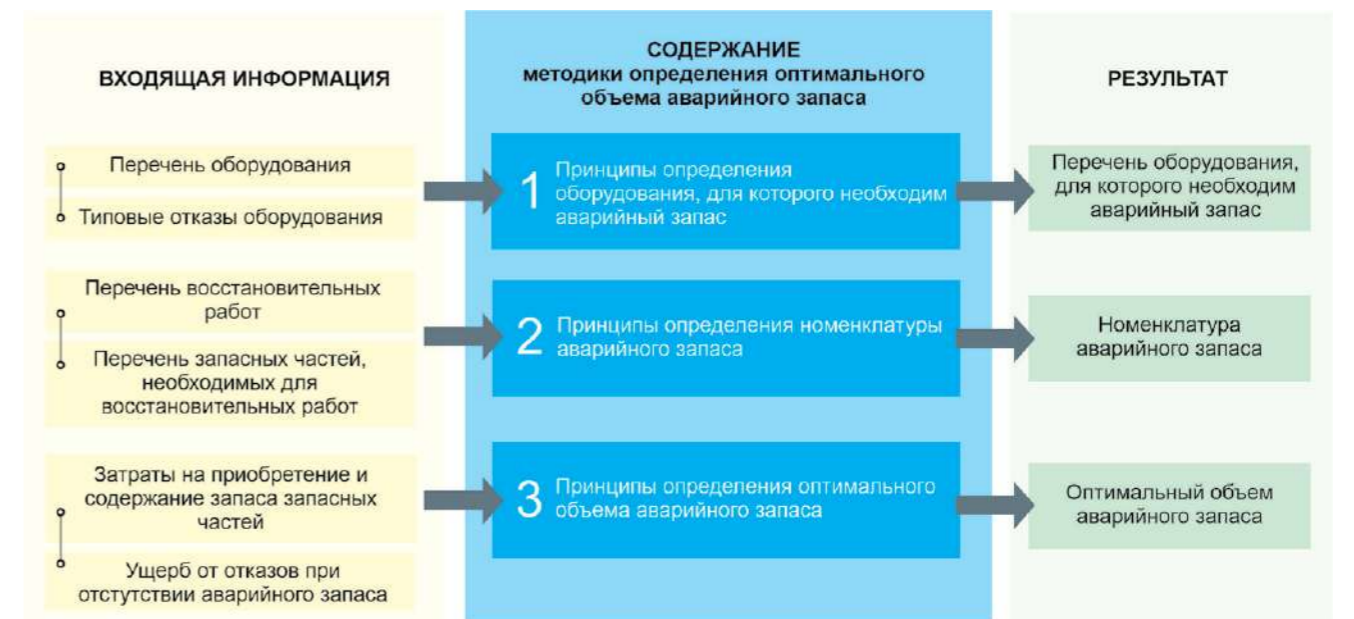 ВХОДЯЩАЯ ИНФОРМАЦИЯ
Перечень оборудования
Типовые отказы оборудования
Перечень восстановительных
работ
Перечень запасных частей,
необходимых для
восстановительных работ
Затраты на приобретение и
содержание запаса запасных
частей
Ущерб от отказов при
отстутствии аварийного запаса
СОДЕРЖАНИЕ
методики определения оптимального
объема аварийного запаса
1 Принципы определения
оборудования, для которого необходим
аварийный запас
2 Принципы определения номенклатуры
аварийного запаса
3 Принципы определения оптимального
объема аварийного запаса
РЕЗУЛЬТАТ
Перечень оборудования,
для которого необходим
аварийный запас
Номенклатура
аварийного запаса
Оптимальный объем
аварийного запаса